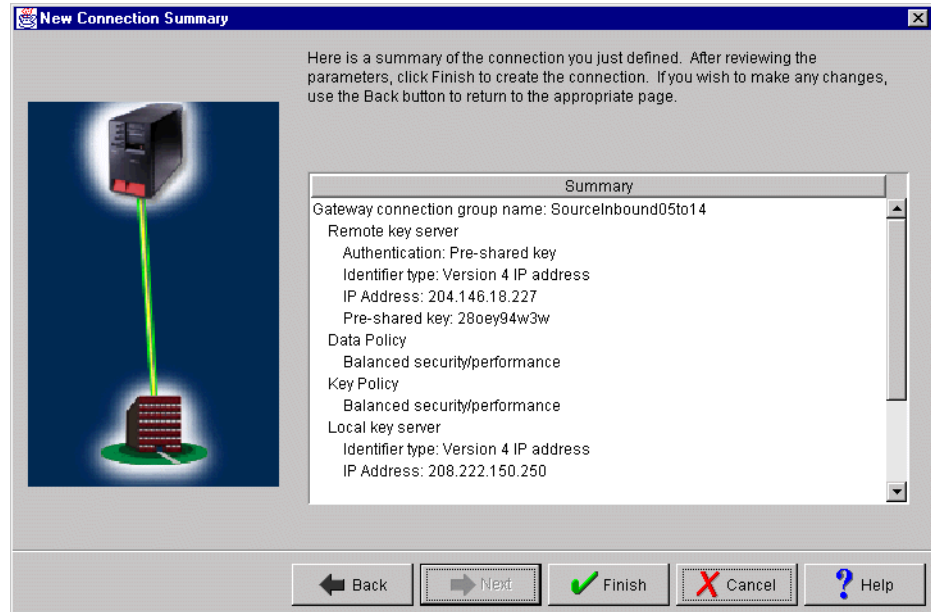 New Connection Summary
Here is a summary of the connection you just defined. After reviewing the
parameters, click Finish to create the connection. If you wish to make any changes,
use the Back button to return to the appropriate page.
Summary
Gateway connection group name: SourceInbound05to14
Remote key server
Authentication: Pre-shared key
Identifier type: Version 4 IP address
IP Address: 204.146.18.227
Pre-shared key: 28oey94w3w
Data Policy
Balanced security/performance
Key Policy
Balanced security/performance
Local key server
Identifier type: Version 4 IP address
IP Address: 208.222.150.250
Back Next Finish Cancel Help